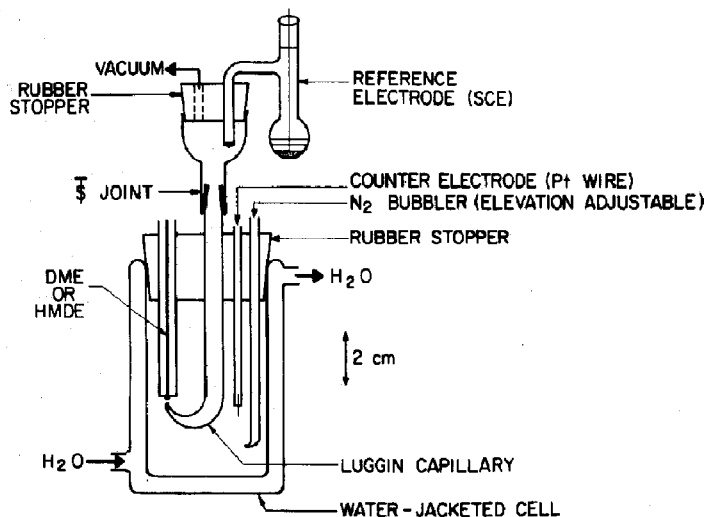 VACUUM
RUBBER
STOPPER
REFERENCE
ELECTRODE (SCE)
S̄ JOINT
COUNTER ELECTRODE (Pt WIRE)
N₂ BUBBLER (ELEVATION ADJUSTABLE)
RUBBER STOPPER
H₂O
DME
OR
HMDE
2 cm
H₂O
LUGGIN CAPILLARY
WATER-JACKETED CELL